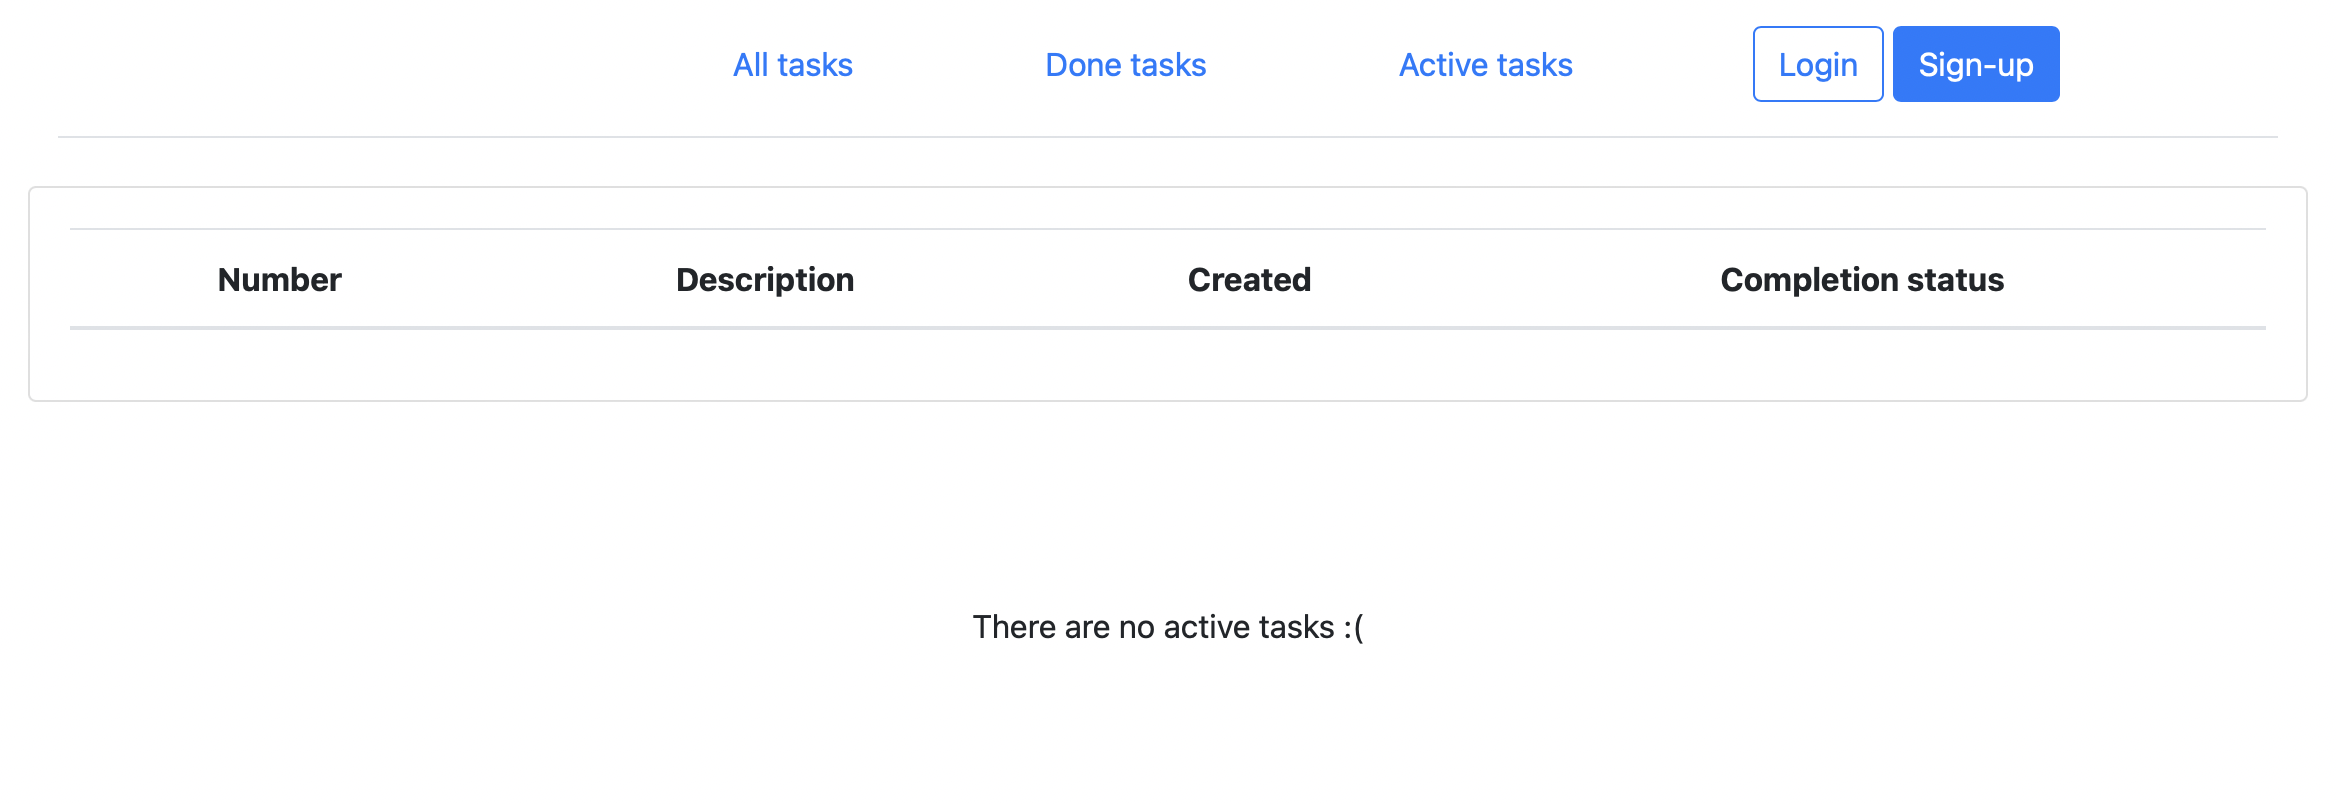 All tasks Done tasks Active tasks Login Sign-up
Number Description Created Completion status
There are no active tasks :(